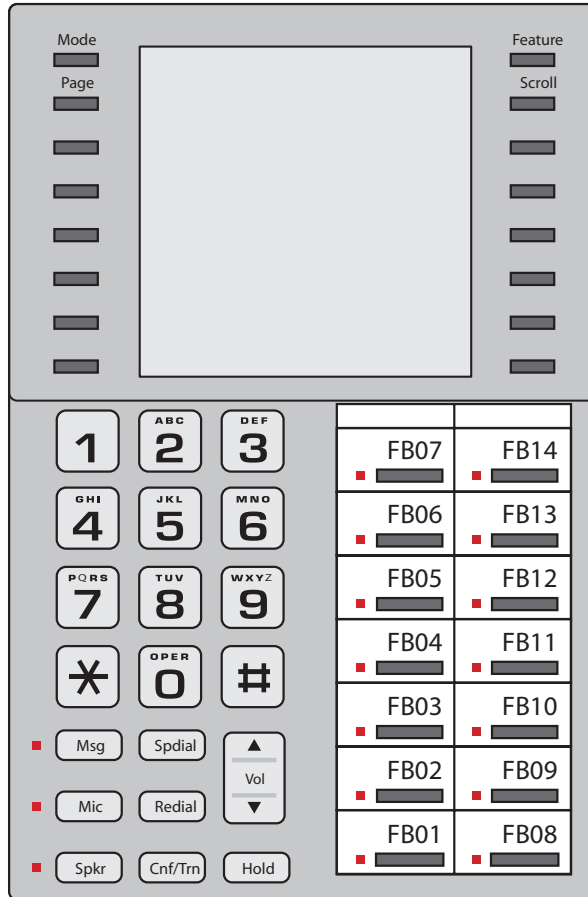 Mode
Feature
Page
Scroll
1
ABC
2
DEF
3
GHI
4
JKL
5
MNO
6
PQRS
7
TUV
8
WXYZ
9
*
OPER
0
#
Msg
Spdial
▲
Vol
▼
Mic
Redial
Spkr
Cnf/Trn
Hold
FB07 FB14
FB06 FB13
FB05 FB12
FB04 FB11
FB03 FB10
FB02 FB09
FB01 FB08